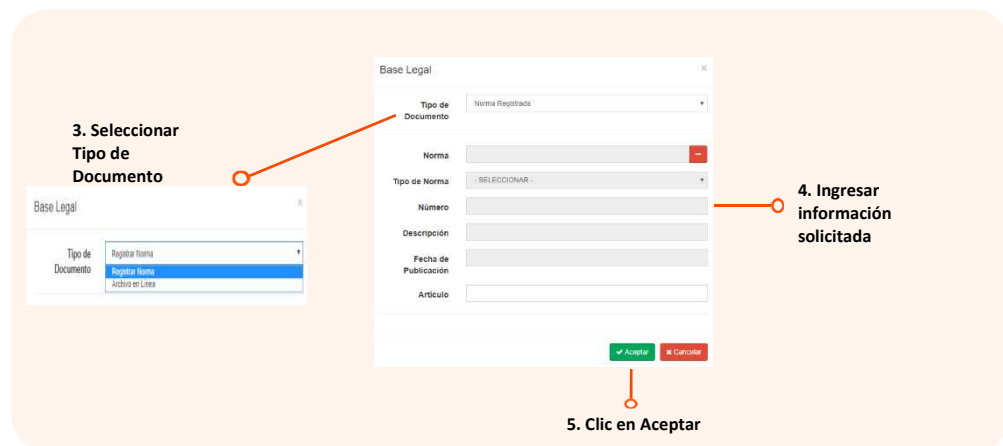 3. Seleccionar
Tipo de
Documento
Base Legal
×
Tipo de
Documento
Registrar Norma
Registrar Norma
Archivo en Línea
Base Legal
×
Tipo de
Documento
Norma Registrada
Norma
Tipo de Norma
- SELECCIONAR -
Número
Descripción
Fecha de
Publicación
Artículo
✔ Aceptar
✖ Cancelar
4. Ingresar
información
solicitada
5. Clic en Aceptar